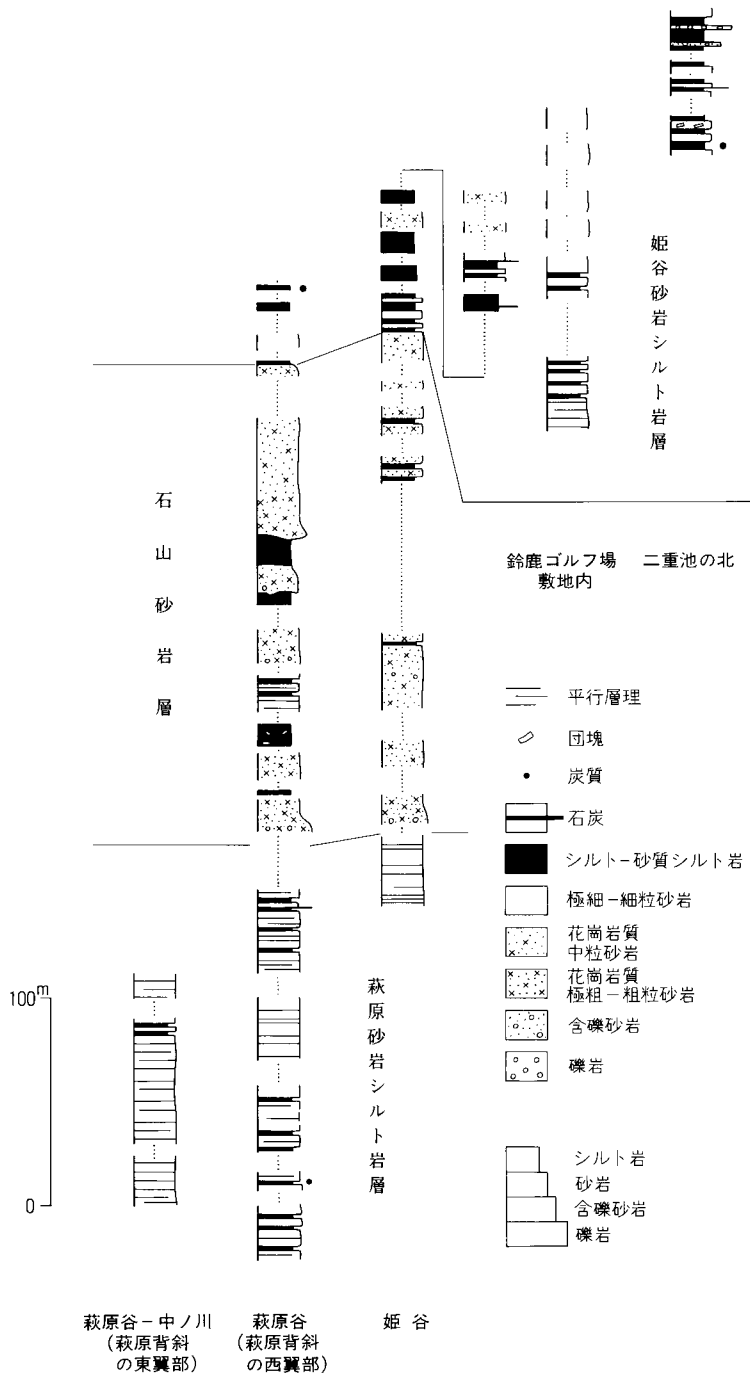 姫谷砂岩シルト岩層
石山砂岩層
鈴鹿ゴルフ場
敷地内
二重池の北
平行層理
団塊
炭質
石炭
シルト−砂質シルト岩
極細−細粒砂岩
花崗岩質
中粒砂岩
花崗岩質
極粗−粗粒砂岩
含礫砂岩
礫岩
萩原砂岩シルト岩層
100m
0
シルト岩
砂岩
含礫砂岩
礫岩
萩原谷−中ノ川
(萩原背斜
の東翼部)
萩原谷
(萩原背斜
の西翼部)
姫谷